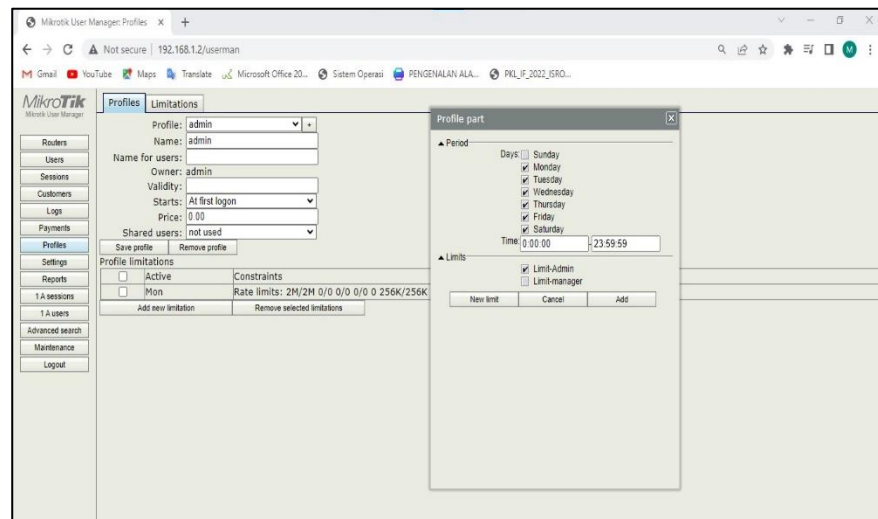 Mikrotik User Manager: Profiles
Not secure | 192.168.1.2/userman
Gmail YouTube Maps Translate Microsoft Office 20... Sistem Operasi PENGENALAN ALA... PKL_IF_2022_ISRO...
M
MikroTik
Mikrotik User Manager
Routers
Users
Sessions
Customers
Logs
Payments
Profiles
Settings
Reports
1 A sessions
1 A users
Advanced search
Maintenance
Logout
Profiles Limitations
Profile: admin +
Name: admin
Name for users:
Owner: admin
Validity:
Starts: At first logon
Price: 0.00
Shared users: not used
Save profile Remove profile
Profile limitations
Active Constraints
Mon Rate limits: 2M/2M 0/0 0/0 0/0 0 256K/256K
Add new limitation Remove selected limitations
Profile part X
Period
Days: Sunday
Monday
Tuesday
Wednesday
Thursday
Friday
Saturday
Time: 0:00:00 - 23:59:59
Limits
Limit-Admin
Limit-manager
New limit Cancel Add